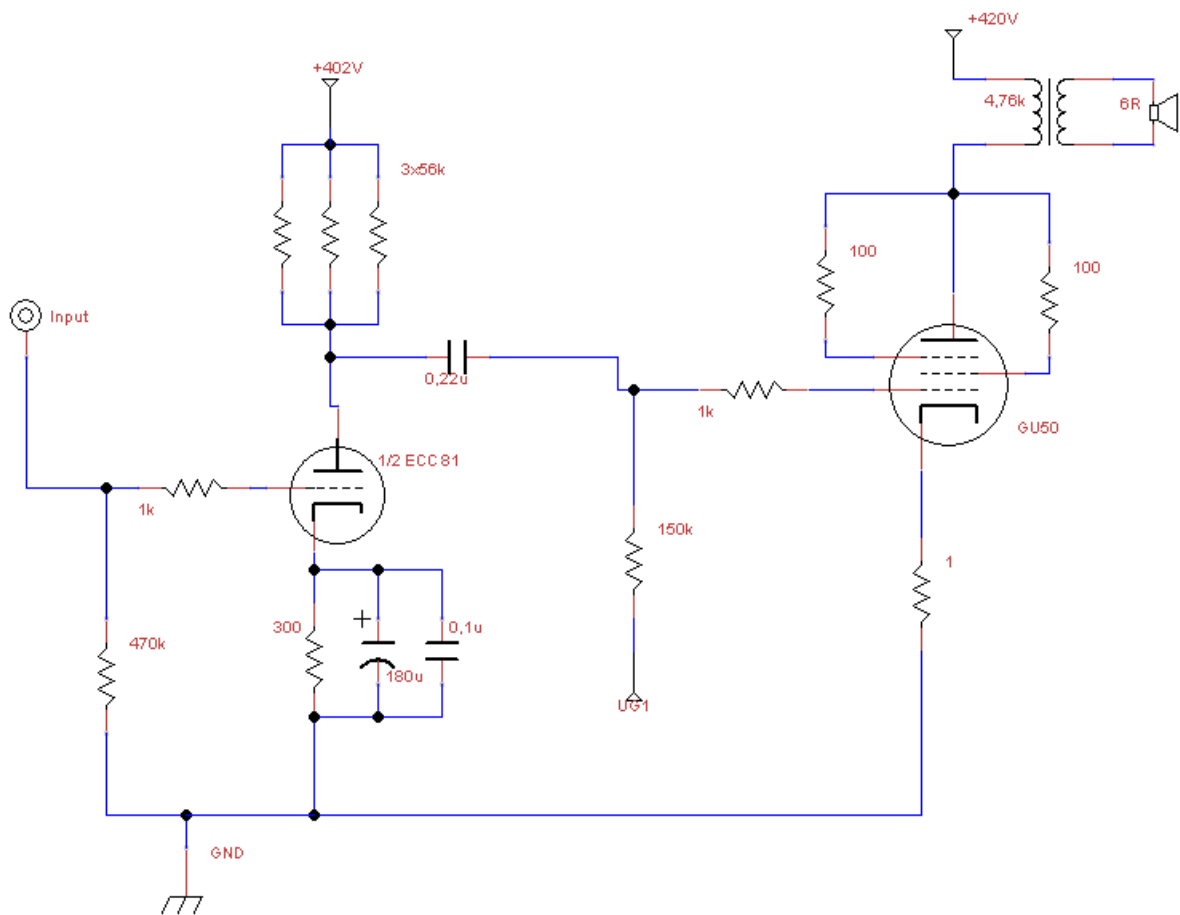 +420V
+402V
4,76k
6R
3x56k
100
100
Input
0,22u
1k
GU50
1/2 ECC81
1k
150k
1
300
0,1u
470k
180u
UG1
GND